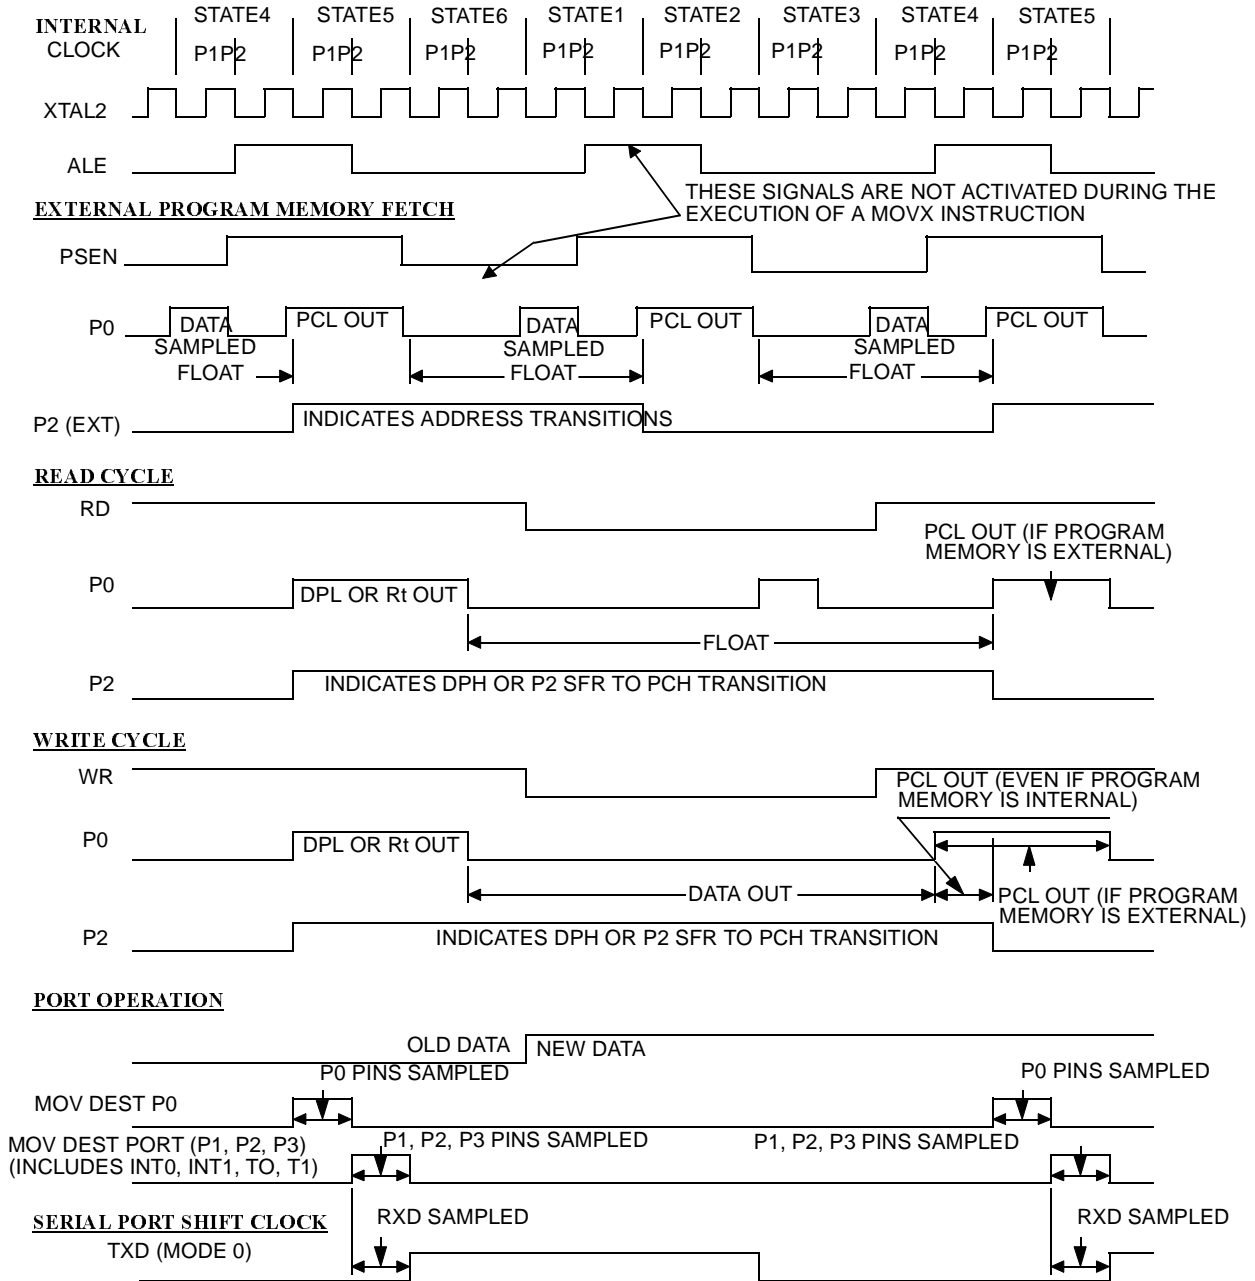 INTERNAL CLOCK
STATE4 STATE5 STATE6 STATE1 STATE2 STATE3 STATE4 STATE5
P1P2 P1P2 P1P2 P1P2 P1P2 P1P2 P1P2 P1P2
XTAL2
ALE
THESE SIGNALS ARE NOT ACTIVATED DURING THE
EXECUTION OF A MOVX INSTRUCTION
EXTERNAL PROGRAM MEMORY FETCH
PSEN
P0
DATA PCL OUT DATA PCL OUT DATA PCL OUT
SAMPLED SAMPLED SAMPLED
FLOAT FLOAT FLOAT
P2 (EXT)
INDICATES ADDRESS TRANSITIONS
READ CYCLE
RD
PCL OUT (IF PROGRAM
MEMORY IS EXTERNAL)
P0
DPL OR Rt OUT
FLOAT
P2
INDICATES DPH OR P2 SFR TO PCH TRANSITION
WRITE CYCLE
WR
PCL OUT (EVEN IF PROGRAM
MEMORY IS INTERNAL)
P0
DPL OR Rt OUT
DATA OUT
PCL OUT (IF PROGRAM
MEMORY IS EXTERNAL)
P2
INDICATES DPH OR P2 SFR TO PCH TRANSITION
PORT OPERATION
OLD DATA NEW DATA
P0 PINS SAMPLED P0 PINS SAMPLED
MOV DEST P0
MOV DEST PORT (P1, P2, P3)
(INCLUDES INT0, INT1, TO, T1)
P1, P2, P3 PINS SAMPLED P1, P2, P3 PINS SAMPLED
SERIAL PORT SHIFT CLOCK
TXD (MODE 0)
RXD SAMPLED RXD SAMPLED